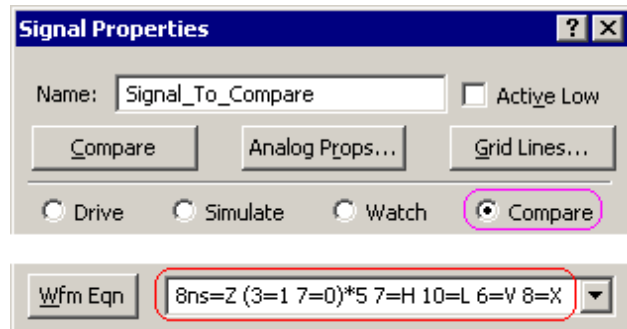 Signal Properties ? X
Name: Signal_To_Compare Active Low
Compare Analog Props... Grid Lines...
Drive Simulate Watch Compare
Wfm Eqn 8ns=Z (3=1 7=0)*5 7=H 10=L 6=V 8=X